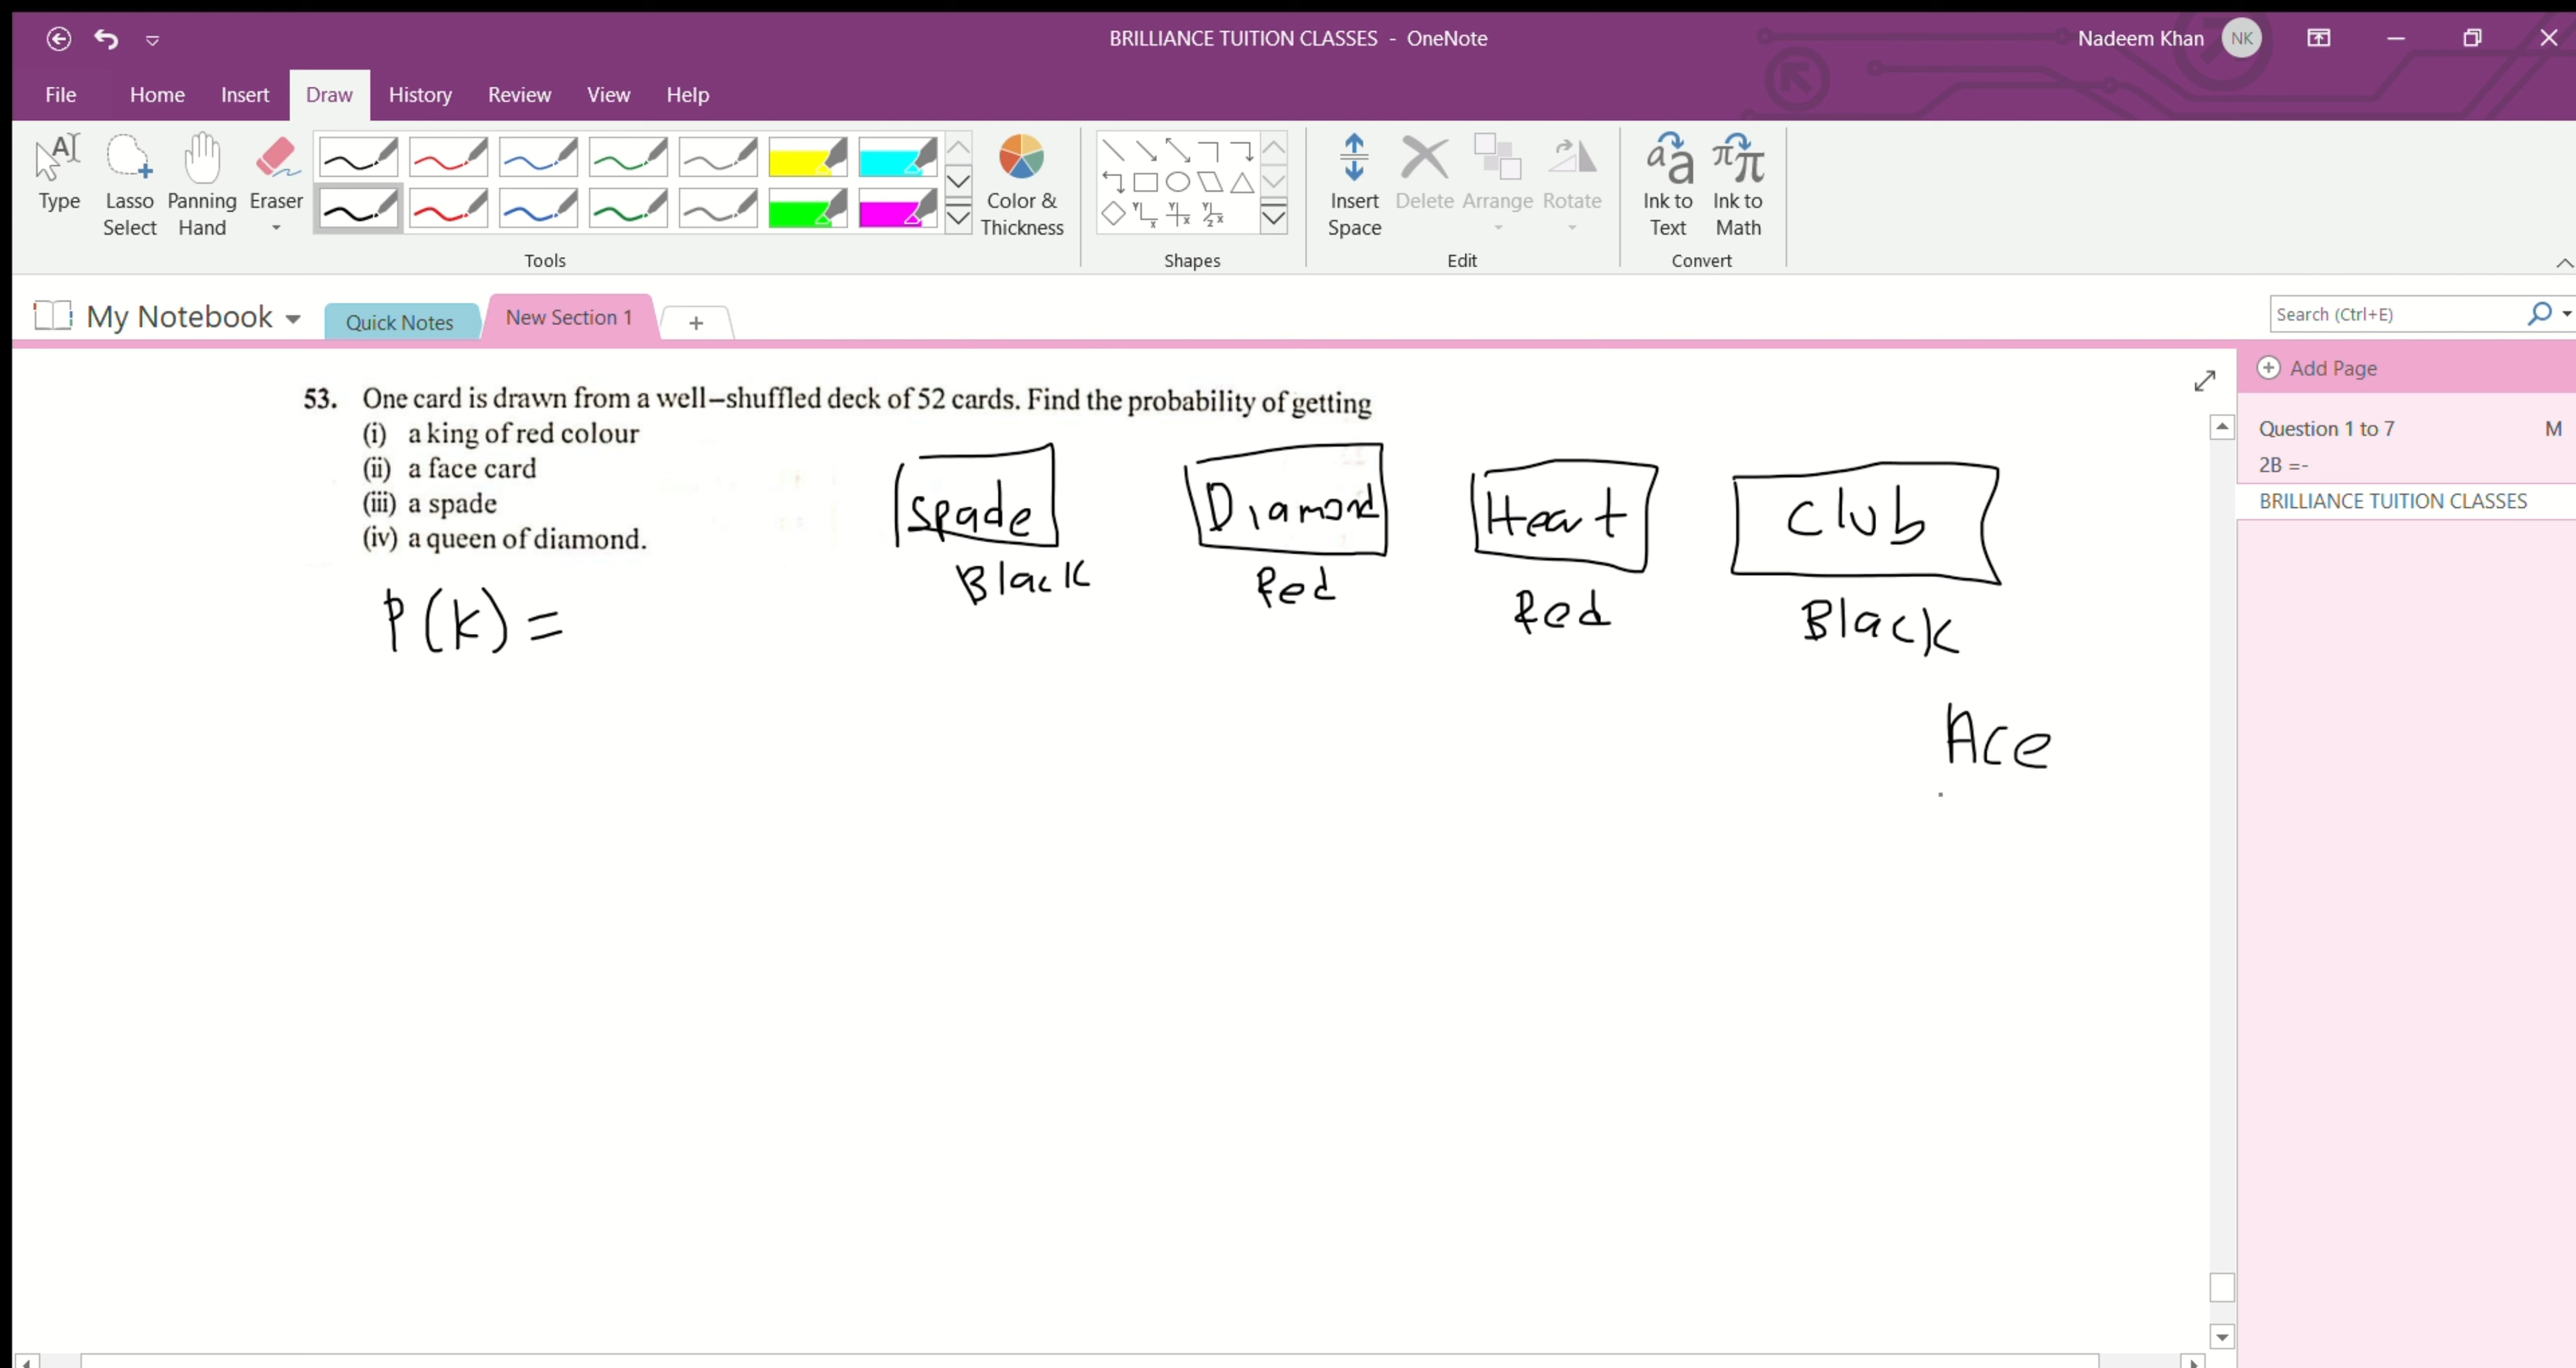 BRILLIANCE TUITION CLASSES - OneNote
Nadeem Khan NK
File Home Insert Draw History Review View Help
Type
Lasso Select
Panning Hand
Eraser
Color & Thickness
Insert Space
Delete
Arrange
Rotate
Ink to Text
Ink to Math
Tools Shapes Edit Convert
My Notebook Quick Notes New Section 1 +
Search (Ctrl+E)
Add Page
Question 1 to 7 M
2B =-
BRILLIANCE TUITION CLASSES
53. One card is drawn from a well–shuffled deck of 52 cards. Find the probability of getting
(i) a king of red colour
(ii) a face card
(iii) a spade
(iv) a queen of diamond.
Spade Diamond Heart Club
Black Red Red Black
P(K) =
Ace